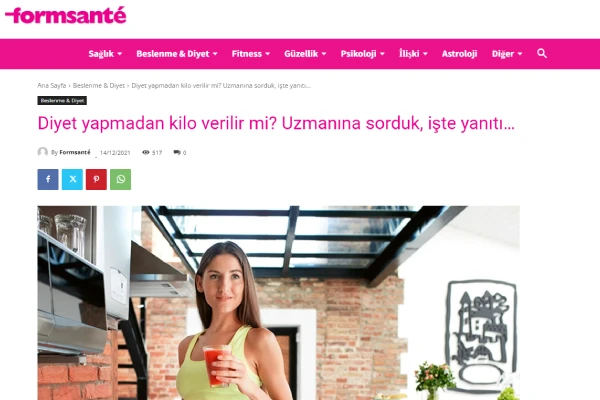 formsanté
Sağlık Beslenme & Diyet Fitness Güzellik Psikoloji İlişki Astroloji Diğer
Ana Sayfa › Beslenme & Diyet › Diyet yapmadan kilo verilir mi? Uzmanına sorduk, işte yanıtı...
Beslenme & Diyet
Diyet yapmadan kilo verilir mi? Uzmanına sorduk, işte yanıtı…
By Formsanté - 14/12/2021 517 0